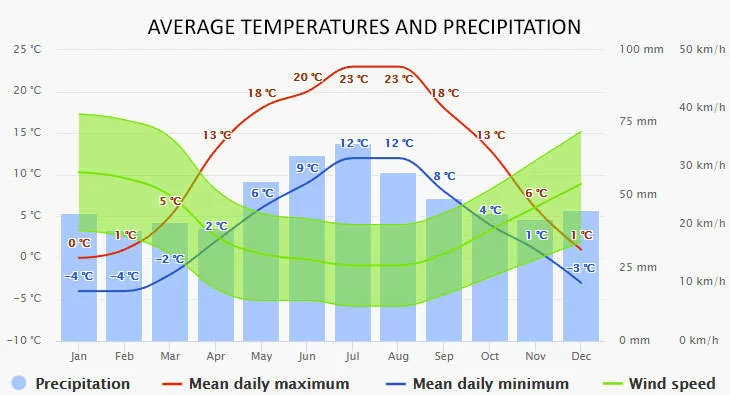 AVERAGE TEMPERATURES AND PRECIPITATION
25 °C 100 mm 50 km/h
20 °C 40 km/h
15 °C 75 mm
10 °C 30 km/h
5 °C 50 mm
0 °C 20 km/h
−5 °C 25 mm 10 km/h
−10 °C 0 mm 0 km/h
0 °C 1 °C 5 °C 13 °C 18 °C 20 °C 23 °C 23 °C 18 °C 13 °C 6 °C 1 °C
−4 °C −4 °C −2 °C 2 °C 6 °C 9 °C 12 °C 12 °C 8 °C 4 °C 1 °C −3 °C
Jan Feb Mar Apr May Jun Jul Aug Sep Oct Nov Dec
Precipitation Mean daily maximum Mean daily minimum Wind speed